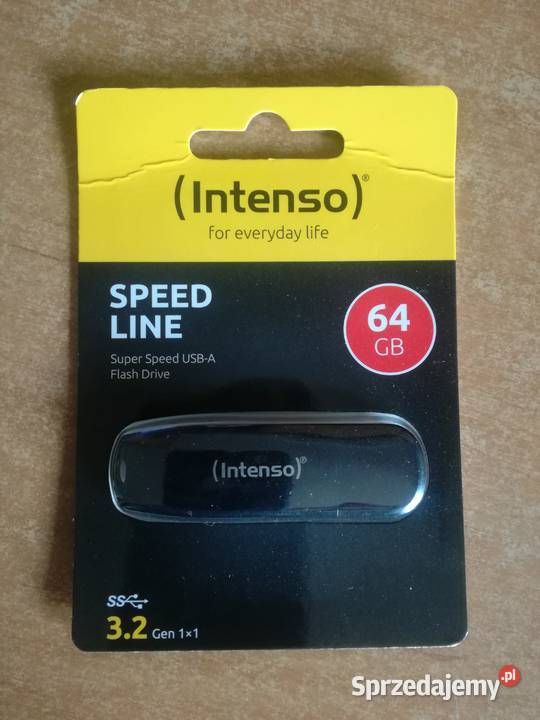 (Intenso)®
for everyday life
SPEED
LINE
Super Speed USB-A
Flash Drive
64
GB
(Intenso)®
SS
3.2 Gen 1×1
Sprzedajemy.pl